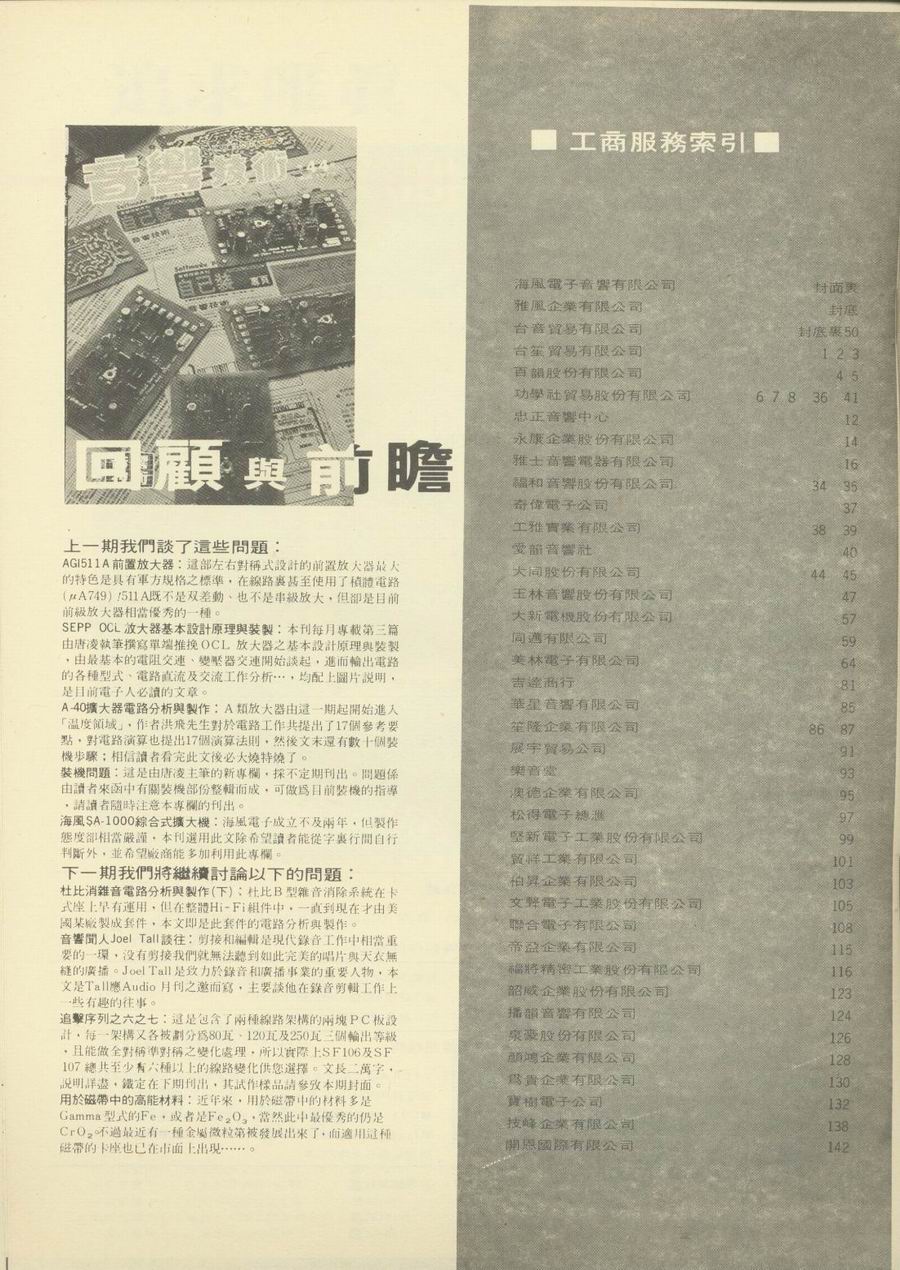 音響技術 44
回顧與前瞻
上一期我們談了這些問題：
AGI511A前置放大器：這部左右對稱式設計的前置放大器最大
的特色是具有軍方規格之標準，在線路裏甚至使用了積體電路
(μA749) /511A既不是双差動、也不是串級放大，但卻是目前
前級放大器相當優秀的一種。
SEPP OCL 放大器基本設計原理與裝製：本刊每月專載第三篇
由唐凌執筆撰寫單端推挽OCL 放大器之基本設計原理與裝製
，由最基本的電阻交連、變壓器交連開始談起，進而輸出電路
的各種型式、電路直流及交流工作分析…，均配上圖片說明，
是目前電子人必讀的文章。
A-40擴大器電路分析與製作：A類放大器由這一期起開始進入
「温度領域」，作者洪飛先生對於電路工作共提出了17個參考要
點，對電路演算也提出17個演算法則，然後文末還有數十個裝
機步驟；相信讀者看完此文後必大燒特燒了。
裝機問題：這是由唐凌主筆的新專欄，採不定期刊出。問題係
由讀者來函中有關裝機部份整輯而成，可做爲目前裝機的指導
，請讀者隨時注意本專欄的刊出。
海風SA-1000綜合式擴大機：海風電子成立不及兩年，但製作
態度卻相當嚴謹，本刊選用此文除希望讀者能從字裏行間自行
判斷外，並希望廠商能多加利用此專欄。
下一期我們將繼續討論以下的問題：
杜比消雜音電路分析與製作(下)：杜比B型雜音消除系統在卡
式座上早有運用，但在整體Hi-Fi組件中，一直到現在才由美
國某廠製成套件，本文即是此套件的電路分析與製作。
音響聞人Joel Tall談往：剪接和編輯是現代錄音工作中相當重
要的一環，没有剪接我們就無法聽到如此完美的唱片與天衣無
縫的廣播。Joel Tall是致力於錄音和廣播事業的重要人物，本
文是Tall應Audio 月刊之邀而寫，主要談他在錄音剪輯工作上
一些有趣的往事。
追擊序列之六之七：這是包含了兩種線路架構的兩塊PC板設
計，每一架構又各被劃分爲80瓦、120瓦及250瓦三個輸出等級
，且能做全對稱準對稱之變化處理，所以實際上SF106及SF
107 總共至少有六種以上的線路變化供您選擇。文長二萬字，
說明詳盡，鐵定在下期刊出，其試作樣品請參攷本期封面。
用於磁帶中的高能材料：近年來，用於磁帶中的材料多是
Gamma 型式的Fe，或者是Fe₂O₃，當然此中最優秀的仍是
CrO₂。不過最近有一種金屬微粒第被發展出來了，而適用這種
磁帶的卡座也已在市面上出現……。
■ 工商服務索引 ■
海風電子音響有限公司 封面裏
雅風企業有限公司 封底
台音貿易有限公司 封底裏50
台笙貿易有限公司 1 2 3
百韻股份有限公司 4 5
功學社貿易股份有限公司 6 7 8 36 41
忠正音響中心 12
永康企業股份有限公司 14
雅士音響電器有限公司 16
福和音響股份有限公司 34 35
奇偉電子公司 37
工雅實業有限公司 38 39
愛韻音響社 40
大同股份有限公司 44 45
王林音響股份有限公司 47
大新電機股份有限公司 57
同邁有限公司 59
美林電子有限公司 64
吉達商行 81
華星音響有限公司 85
笙隆企業有限公司 86 87
展宇貿易公司 91
樂音堂 93
澳德企業有限公司 95
松得電子總滙 97
堅新電子工業股份有限公司 99
貿祥工業有限公司 101
柏昇企業有限公司 103
文聲電子工業股份有限公司 105
聯合電子有限公司 108
帝盈企業有限公司 115
福將精密工業股份有限公司 116
韶威企業股份有限公司 123
播韻音響有限公司 124
泉豪股份有限公司 126
顔鴻企業有限公司 128
爲貴企業有限公司 130
寶樹電子公司 132
技峰企業有限公司 138
開恩國際有限公司 142